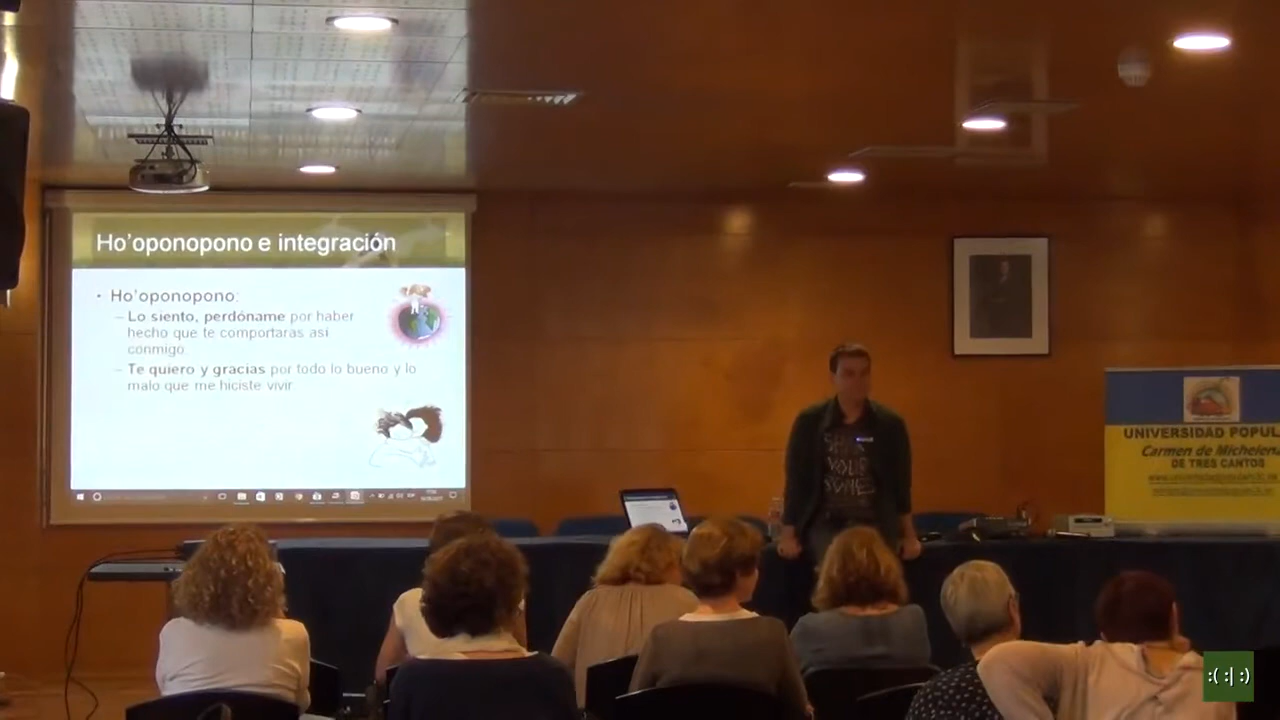 Ho'oponopono e integración
• Ho'oponopono:
– Lo siento, perdóname por haber
hecho que te comportaras así
conmigo.
– Te quiero y gracias por todo lo bueno y lo
malo que me hiciste vivir
UNIVERSIDAD POPUL
Carmen de Michelena
DE TRES CANTOS
YOUR
:( :| :)